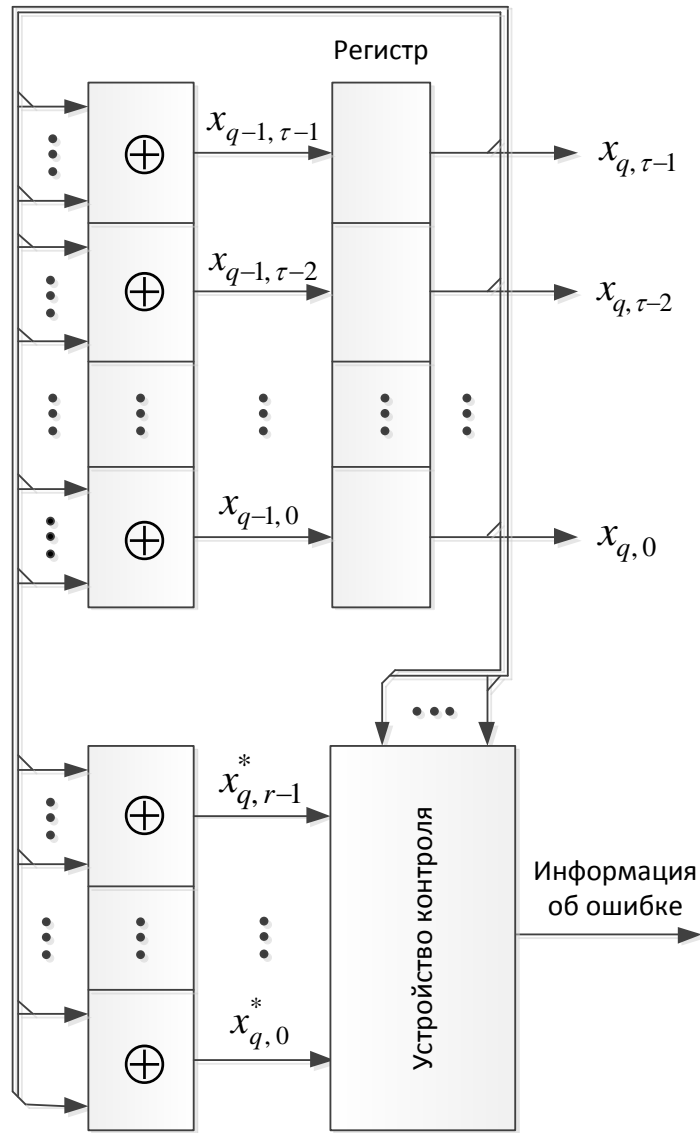 Регистр
⊕ x_{q−1, τ−1} x_{q, τ−1}
⊕ x_{q−1, τ−2} x_{q, τ−2}
⊕ x_{q−1, 0} x_{q, 0}
⊕ x^*_{q, r−1}
Устройство контроля
Информация
об ошибке
⊕ x^*_{q, 0}